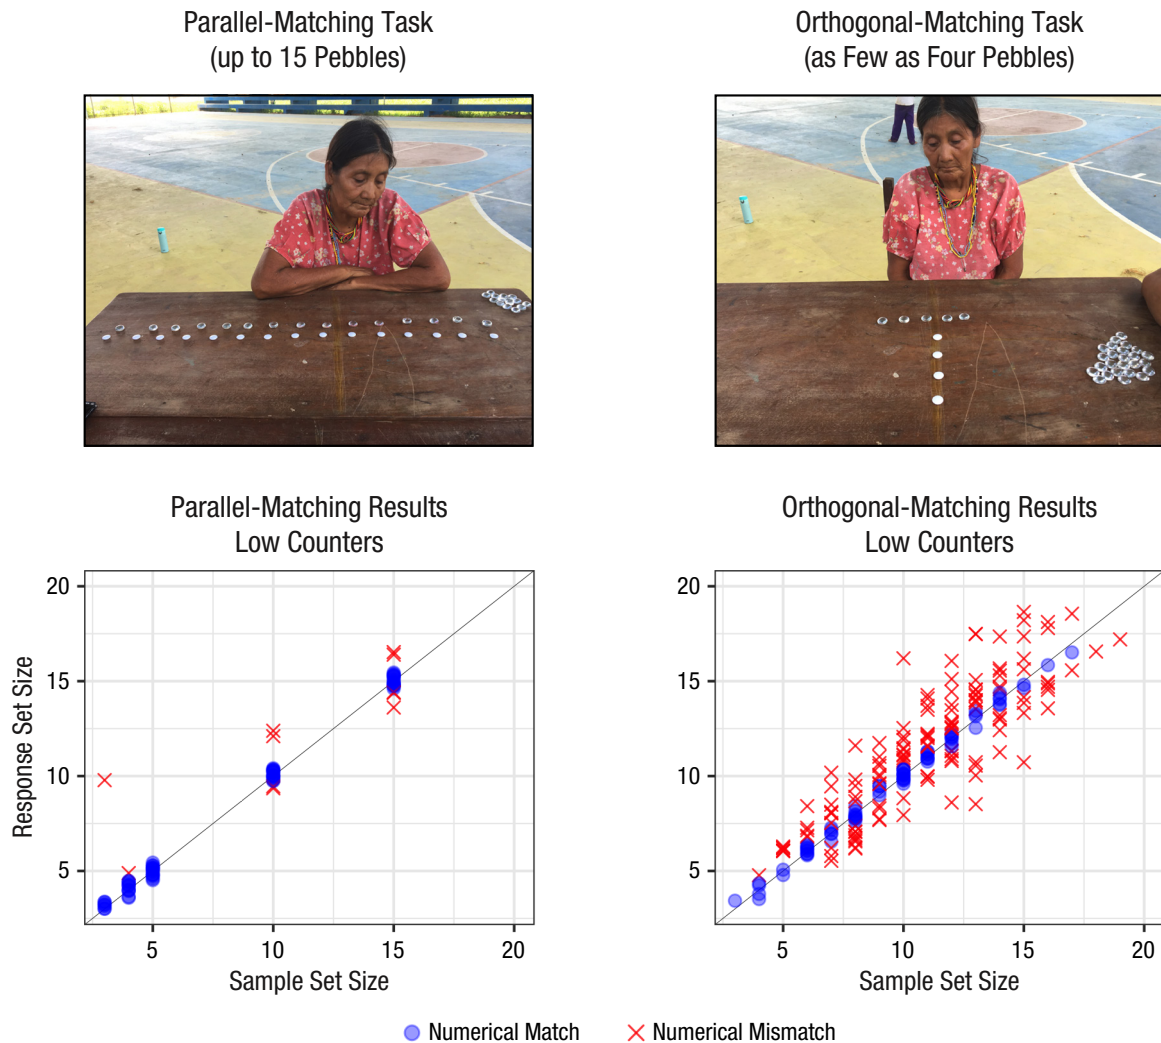 Parallel-Matching Task
(up to 15 Pebbles)
Orthogonal-Matching Task
(as Few as Four Pebbles)
Parallel-Matching Results
Low Counters
Orthogonal-Matching Results
Low Counters
Response Set Size
20
15
10
5
5
10
15
20
Sample Set Size
20
15
10
5
5
10
15
20
Sample Set Size
Numerical Match
Numerical Mismatch